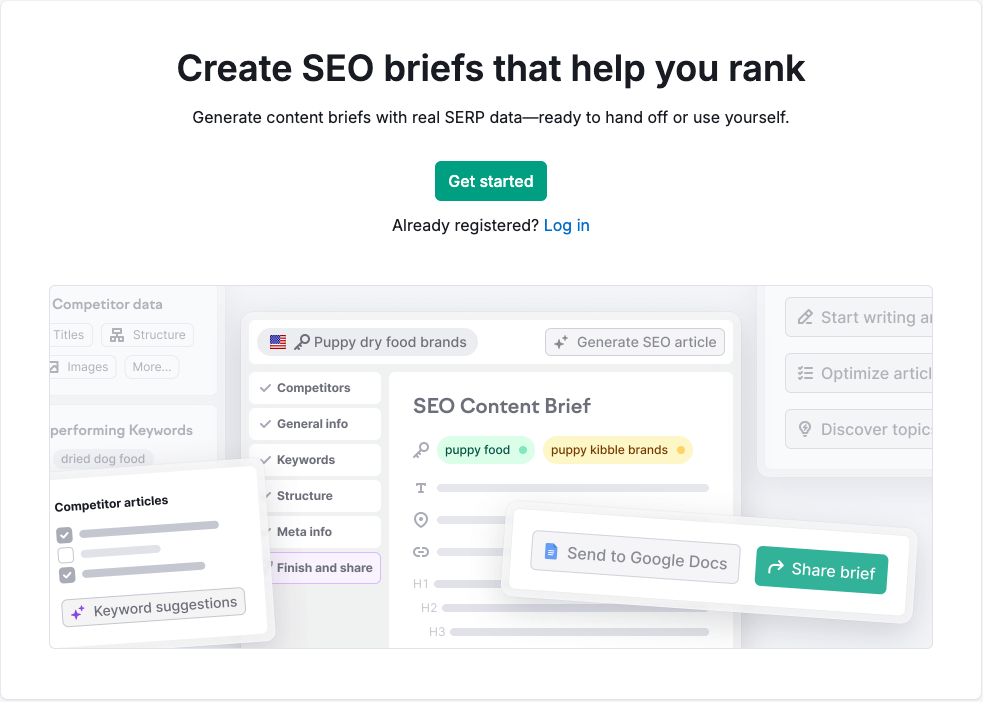 Create SEO briefs that help you rank
Generate content briefs with real SERP data—ready to hand off or use yourself.
Get started
Already registered? Log in
Competitor data
Titles
Structure
Images
More...
performing Keywords
dried dog food
Competitor articles
Keyword suggestions
Puppy dry food brands
Generate SEO article
Competitors
General info
Keywords
Structure
Meta info
Finish and share
SEO Content Brief
puppy food
puppy kibble brands
H1
H2
H3
Send to Google Docs
Share brief
Start writing
Optimize
Discover